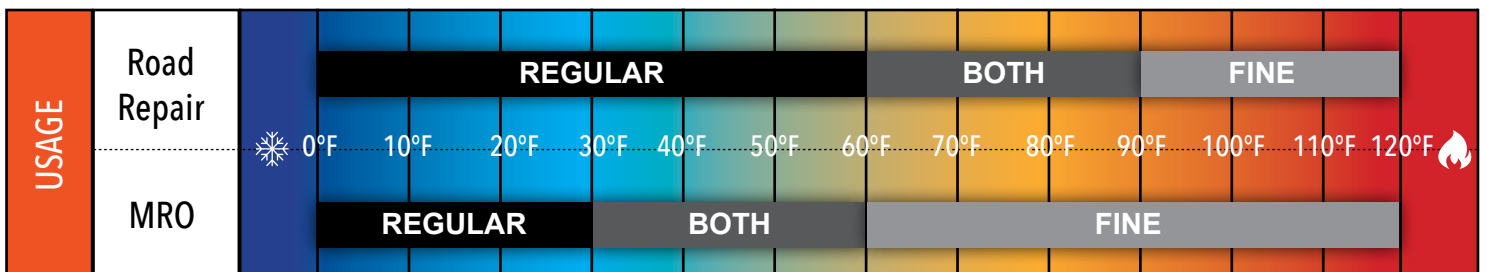 USAGE
Road
Repair
REGULAR BOTH FINE
0°F 10°F 20°F 30°F 40°F 50°F 60°F 70°F 80°F 90°F 100°F 110°F 120°F
MRO
REGULAR BOTH FINE